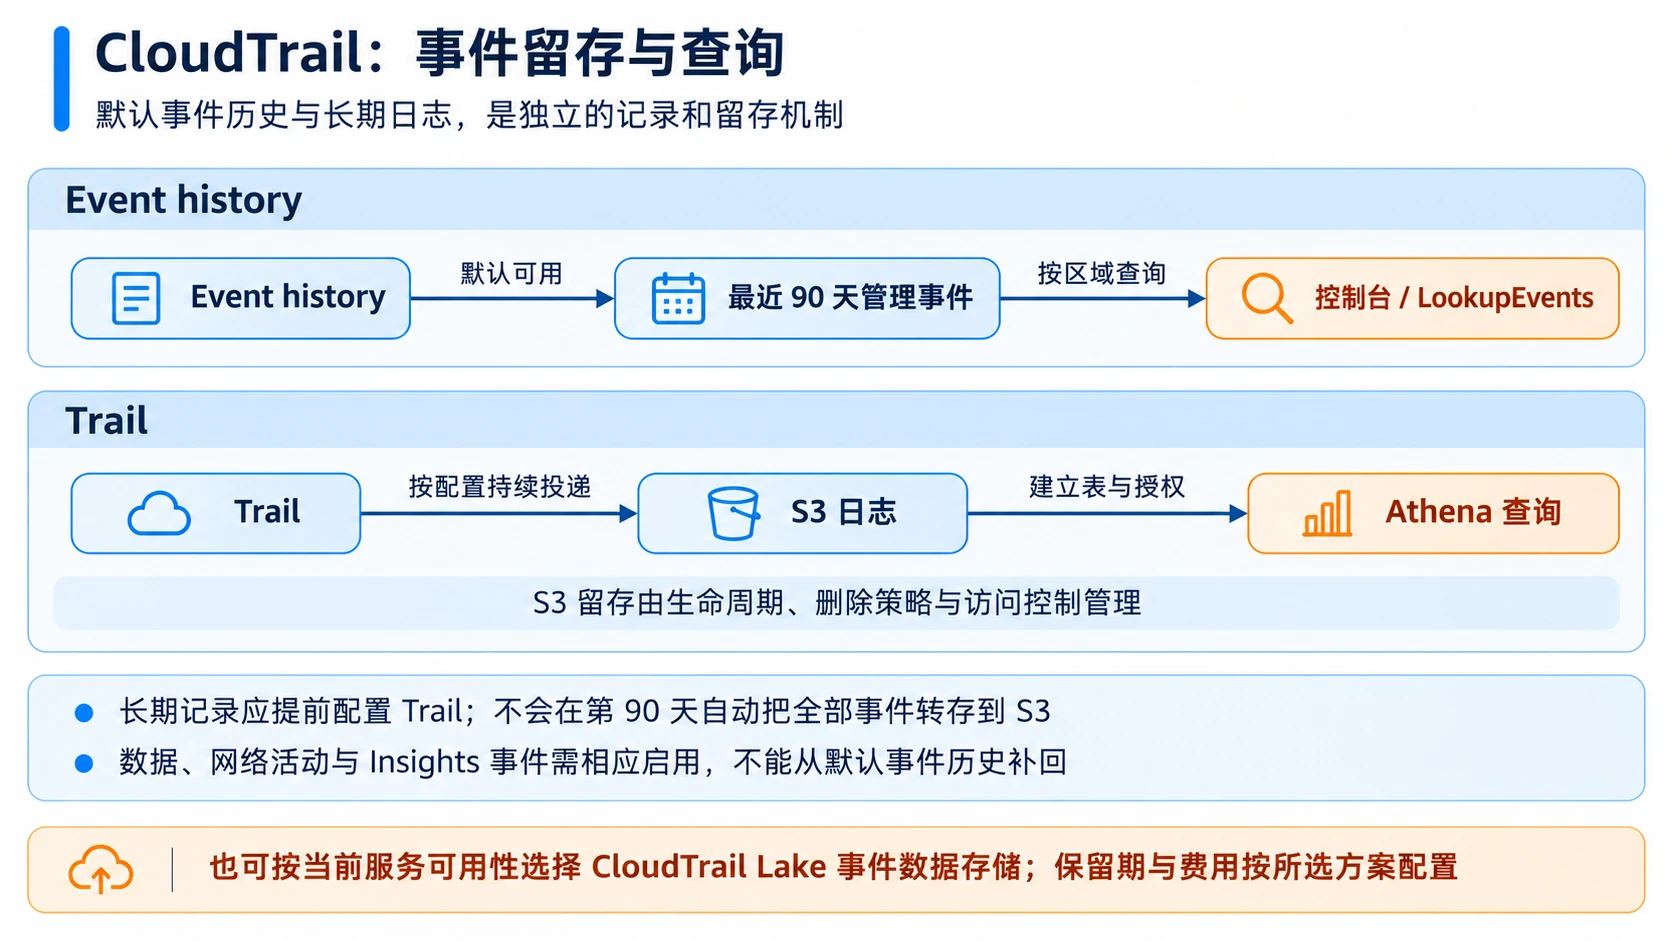 CloudTrail：事件留存与查询
默认事件历史与长期日志，是独立的记录和留存机制
Event history
Event history
默认可用
最近 90 天管理事件
按区域查询
控制台 / LookupEvents
Trail
Trail
按配置持续投递
S3 日志
建立表与授权
Athena 查询
S3 留存由生命周期、删除策略与访问控制管理
长期记录应提前配置 Trail；不会在第 90 天自动把全部事件转存到 S3
数据、网络活动与 Insights 事件需相应启用，不能从默认事件历史补回
也可按当前服务可用性选择 CloudTrail Lake 事件数据存储；保留期与费用按所选方案配置